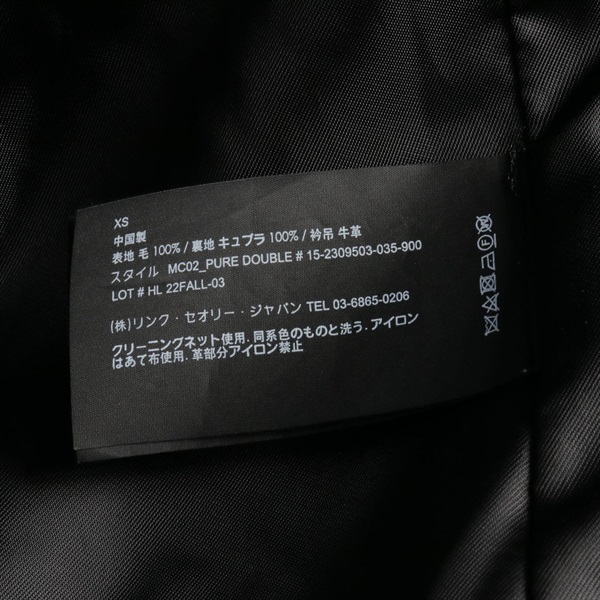 XS
中国製
表地 毛 100% / 裏地 キュプラ 100% / 衿吊 牛革
スタイル MC02_PURE DOUBLE # 15-2309503-035-900
LOT # HL 22FALL-03
(株)リンク・セオリー・ジャパン TEL 03-6865-0206
クリーニングネット使用. 同系色のものと洗う. アイロン
はあて布使用. 革部分アイロン禁止